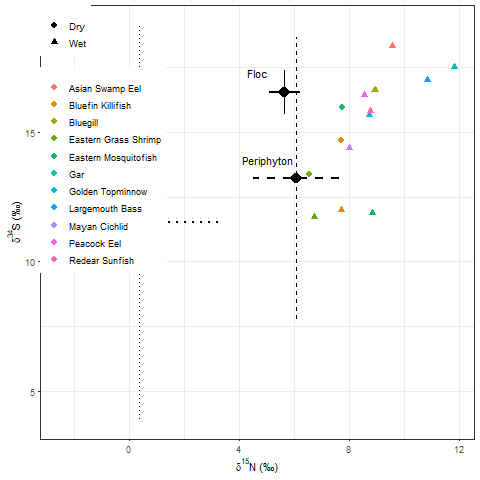 Dry
Wet
Asian Swamp Eel
Bluefin Killifish
Bluegill
Eastern Grass Shrimp
Eastern Mosquitofish
Gar
Golden Topminnow
Largemouth Bass
Mayan Cichlid
Peacock Eel
Redear Sunfish
Floc
Periphyton
15
10
5
δ³⁴S (‰)
0
4
8
12
δ¹⁵N (‰)